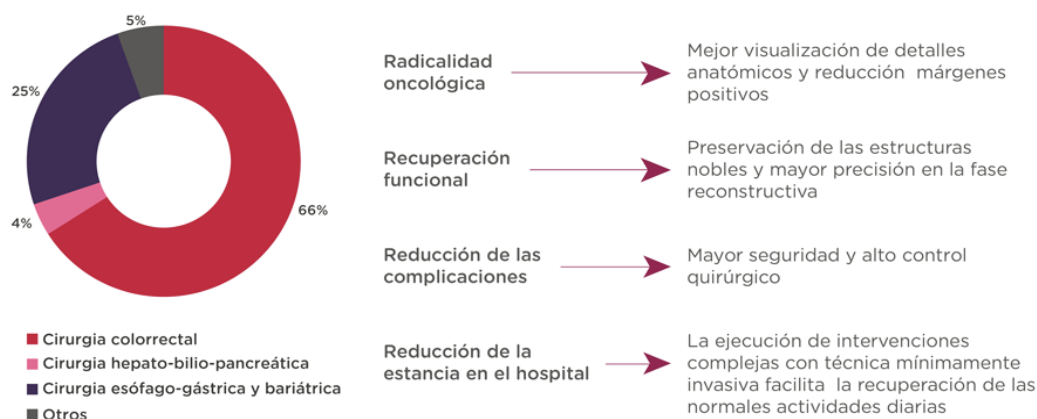 5%
25%
4%
66%
Cirurgia colorrectal
Cirurgia hepato-bilio-pancreática
Cirurgia esófago-gástrica y bariátrica
Otros
Radicalidad
oncológica
Mejor visualización de detalles
anatómicos y reducción márgenes
positivos
Recuperación
funcional
Preservación de las estructuras
nobles y mayor precisión en la fase
reconstructiva
Reducción de las
complicaciones
Mayor seguridad y alto control
quirúrgico
Reducción de la
estancia en el hospital
La ejecución de intervenciones
complejas con técnica mínimamente
invasiva facilita la recuperación de las
normales actividades diarias